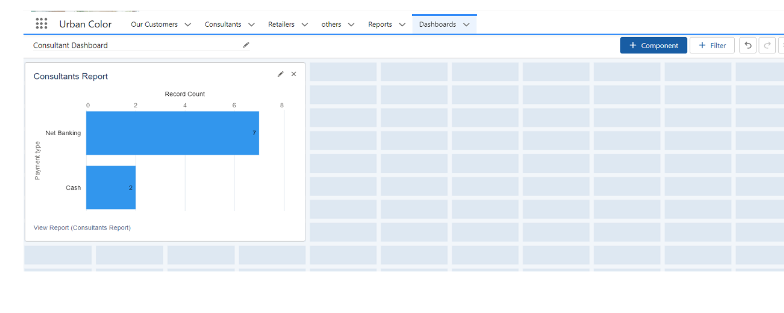 Urban Color Our Customers Consultants Retailers others Reports Dashboards
Consultant Dashboard + Component + Filter
Consultants Report
Record Count
0 2 4 6 8
Payment type
Net Banking 7
Cash 2
View Report (Consultants Report)